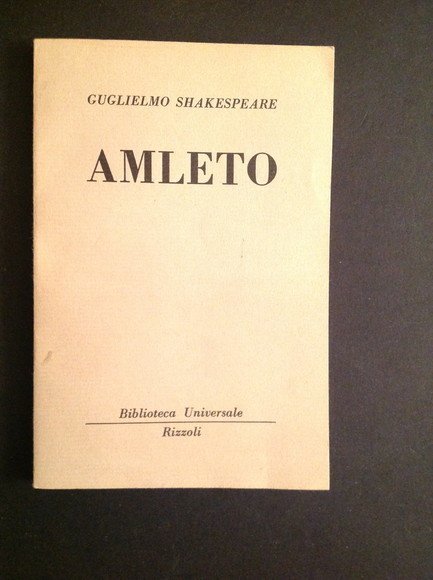 GUGLIELMO SHAKESPEARE
AMLETO
Biblioteca Universale
Rizzoli